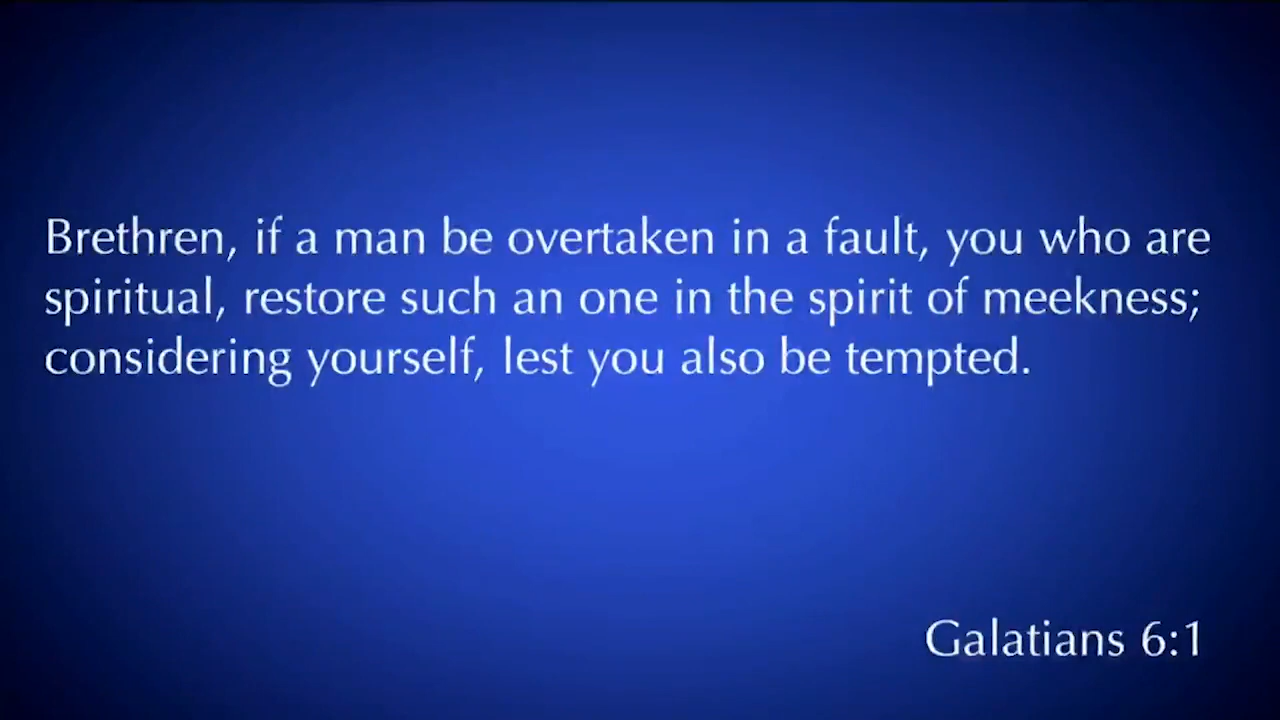 Brethren, if a man be overtaken in a fault, you who are
spiritual, restore such an one in the spirit of meekness;
considering yourself, lest you also be tempted.
Galatians 6:1